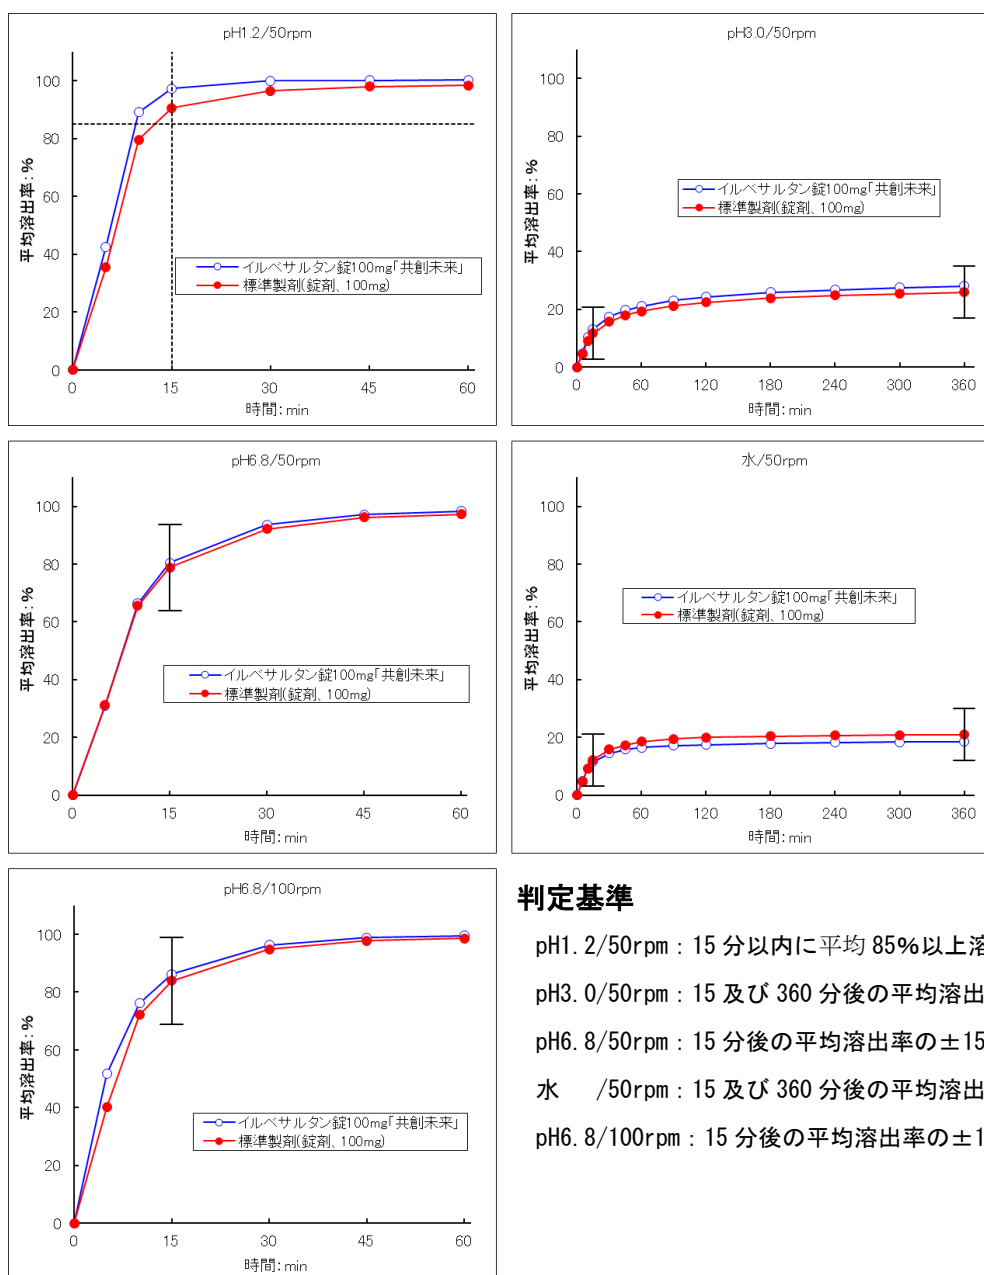 pH1.2/50rpm
100
80
60
40
20
0
平均溶出率：%
イルベサルタン錠100mg「共創未来」
標準製剤(錠剤、100mg)
0 15 30 45 60
時間：min
pH3.0/50rpm
100
80
60
40
20
0
平均溶出率：%
イルベサルタン錠100mg「共創未来」
標準製剤(錠剤、100mg)
0 60 120 180 240 300 360
時間：min
pH6.8/50rpm
100
80
60
40
20
0
平均溶出率：%
イルベサルタン錠100mg「共創未来」
標準製剤(錠剤、100mg)
0 15 30 45 60
時間：min
水/50rpm
100
80
60
40
20
0
平均溶出率：%
イルベサルタン錠100mg「共創未来」
標準製剤(錠剤、100mg)
0 60 120 180 240 300 360
時間：min
pH6.8/100rpm
100
80
60
40
20
0
平均溶出率：%
イルベサルタン錠100mg「共創未来」
標準製剤(錠剤、100mg)
0 15 30 45 60
時間：min
判定基準
pH1.2/50rpm：15 分以内に平均 85%以上溶
pH3.0/50rpm：15 及び 360 分後の平均溶出
pH6.8/50rpm：15 分後の平均溶出率の±15
水 /50rpm：15 及び 360 分後の平均溶出
pH6.8/100rpm：15 分後の平均溶出率の±1